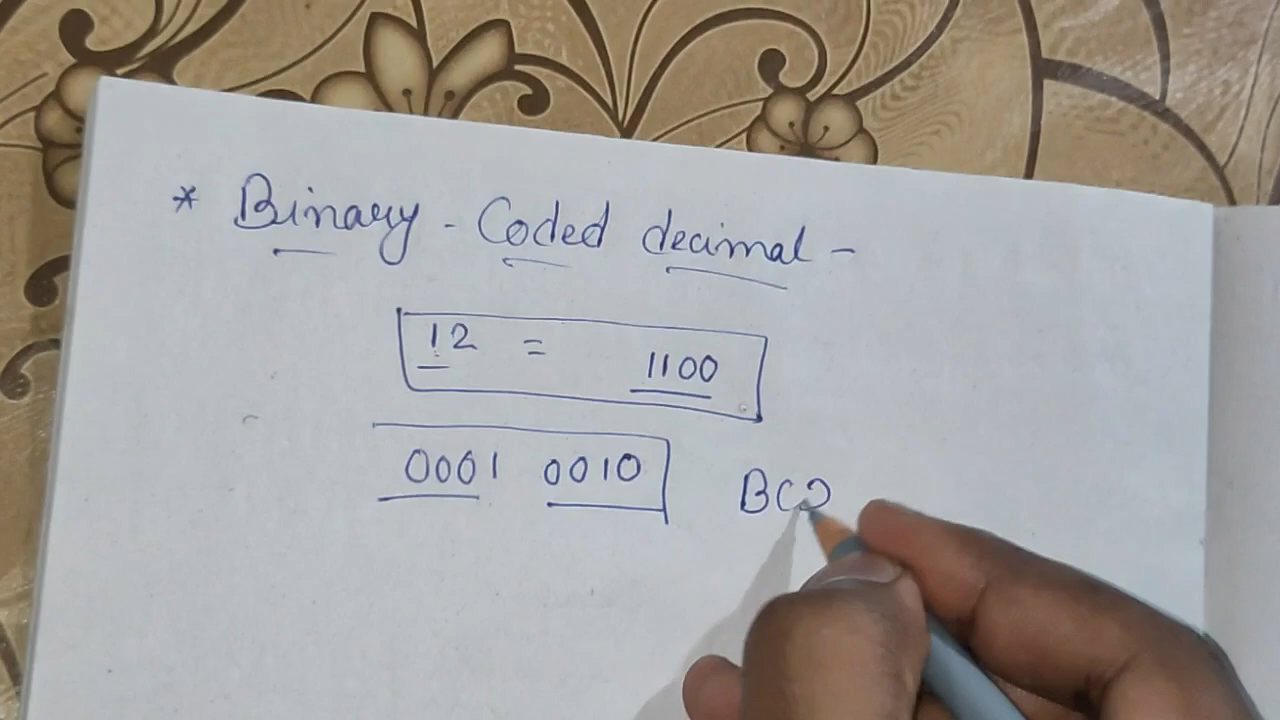 * Binary - Coded decimal -
12 = 1100
0001 0010 BCD